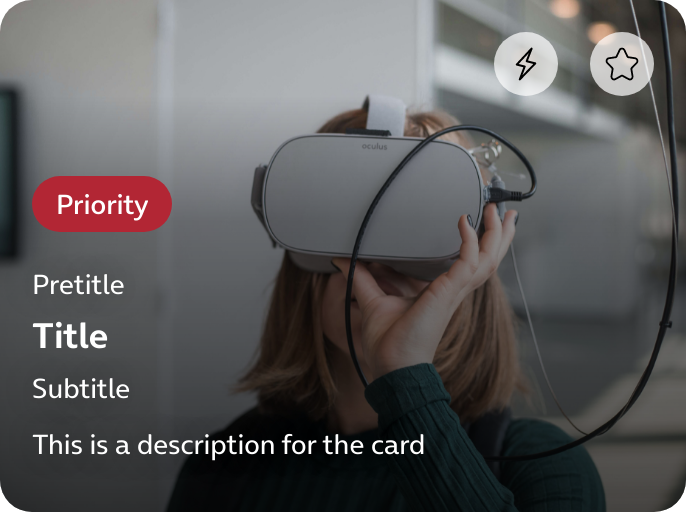 oculus
Priority
Pretitle
Title
Subtitle
This is a description for the card